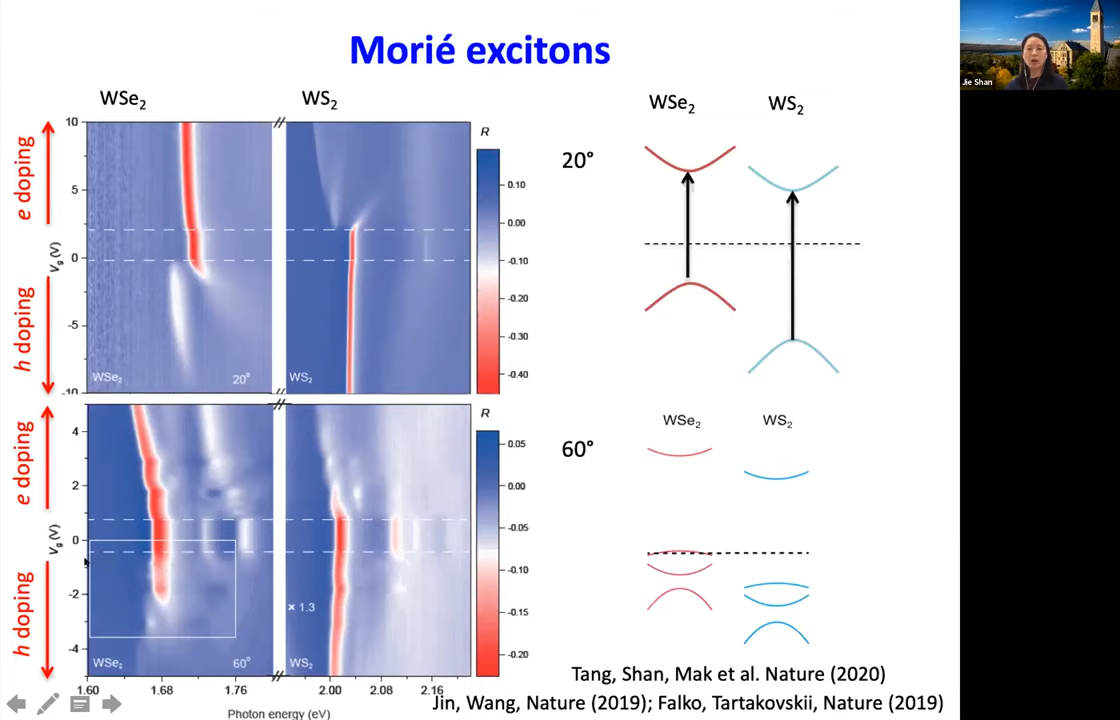 Morié excitons
Jie Shan
WSe₂
WS₂
WSe₂
WS₂
e doping
h doping
V_g (V)
10
5
0
-5
-10
WSe₂
20°
WS₂
R
0.10
0.00
-0.10
-0.20
-0.30
-0.40
20°
e doping
h doping
V_g (V)
4
2
0
-2
-4
WSe₂
60°
WS₂
× 1.3
R
0.05
0.00
-0.05
-0.10
-0.15
-0.20
1.60
1.68
1.76
2.00
2.08
2.16
Photon energy (eV)
60°
WSe₂
WS₂
Tang, Shan, Mak et al. Nature (2020)
Jin, Wang, Nature (2019); Falko, Tartakovskii, Nature (2019)